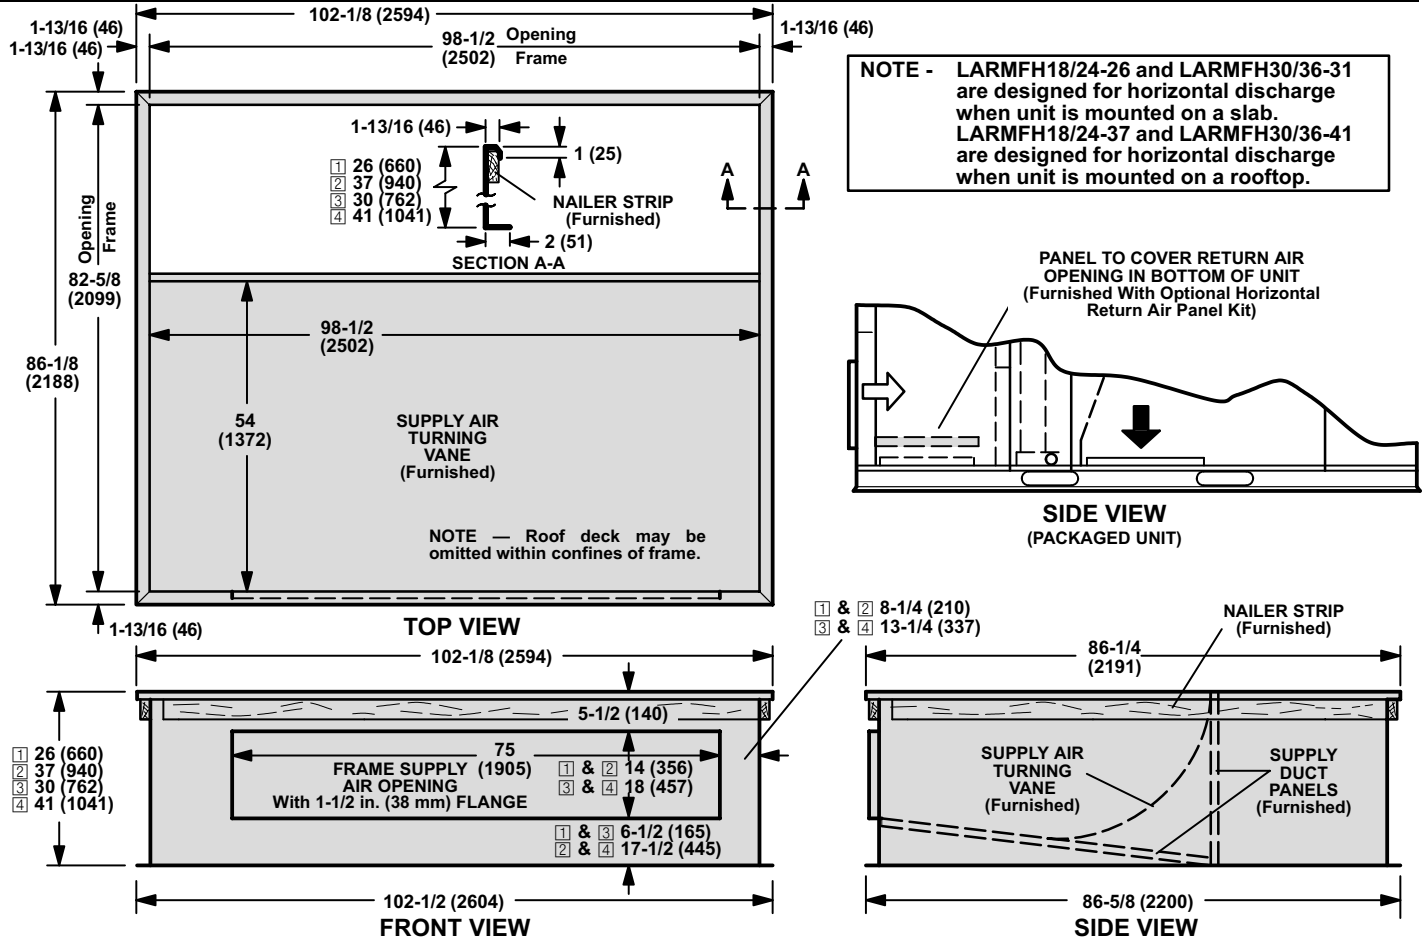 102-1/8 (2594)
1-13/16 (46)
1-13/16 (46)
98-1/2 Opening
(2502) Frame
1-13/16 (46)
NOTE - LARMFH18/24-26 and LARMFH30/36-31
are designed for horizontal discharge
when unit is mounted on a slab.
LARMFH18/24-37 and LARMFH30/36-41
are designed for horizontal discharge
when unit is mounted on a rooftop.
1-13/16 (46)
1 (25)
1 26 (660)
2 37 (940)
3 30 (762)
4 41 (1041)
NAILER STRIP
(Furnished)
2 (51)
SECTION A-A
A A
Opening
Frame
82-5/8
(2099)
86-1/8
(2188)
98-1/2
(2502)
54
(1372)
SUPPLY AIR
TURNING
VANE
(Furnished)
NOTE — Roof deck may be
omitted within confines of frame.
1-13/16 (46)
TOP VIEW
PANEL TO COVER RETURN AIR
OPENING IN BOTTOM OF UNIT
(Furnished With Optional Horizontal
Return Air Panel Kit)
SIDE VIEW
(PACKAGED UNIT)
1 & 2 8-1/4 (210)
3 & 4 13-1/4 (337)
102-1/8 (2594)
5-1/2 (140)
1 26 (660)
2 37 (940)
3 30 (762)
4 41 (1041)
75
(1905)
FRAME SUPPLY
AIR OPENING
With 1-1/2 in. (38 mm) FLANGE
1 & 2 14 (356)
3 & 4 18 (457)
1 & 3 6-1/2 (165)
2 & 4 17-1/2 (445)
102-1/2 (2604)
FRONT VIEW
NAILER STRIP
(Furnished)
86-1/4
(2191)
SUPPLY AIR
TURNING
VANE
(Furnished)
SUPPLY
DUCT
PANELS
(Furnished)
86-5/8 (2200)
SIDE VIEW